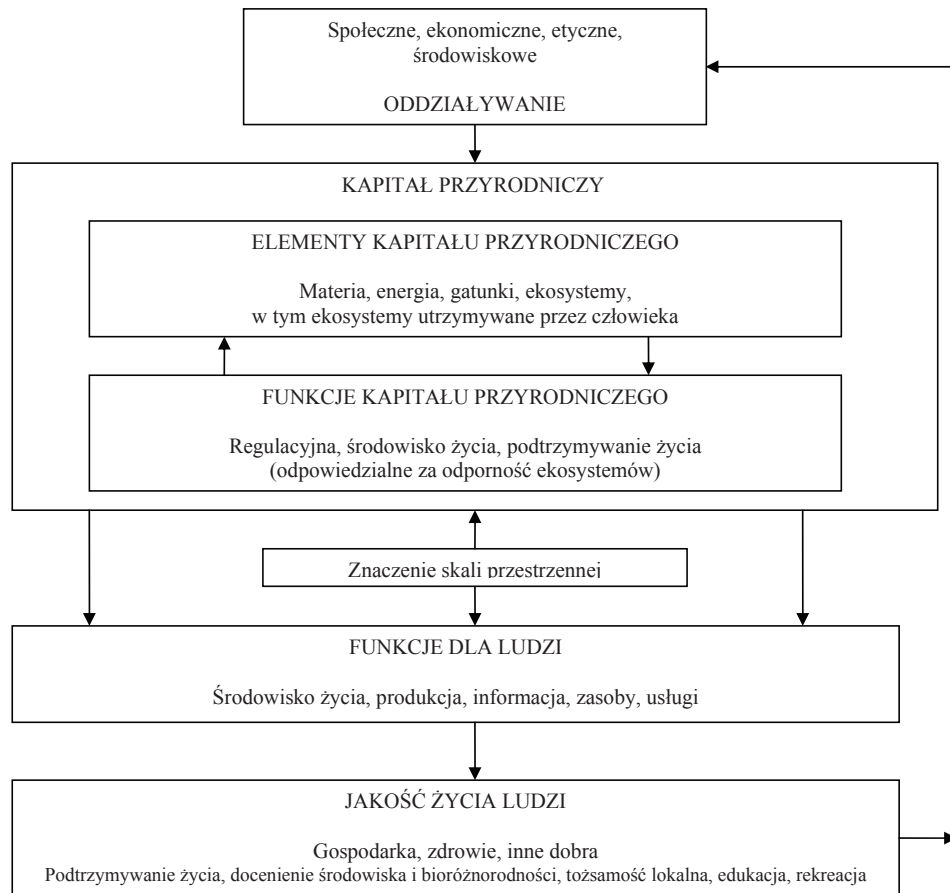 Społeczne, ekonomiczne, etyczne,
środowiskowe
ODDZIAŁYWANIE
KAPITAŁ PRZYRODNICZY
ELEMENTY KAPITAŁU PRZYRODNICZEGO
Materia, energia, gatunki, ekosystemy,
w tym ekosystemy utrzymywane przez człowieka
FUNKCJE KAPITAŁU PRZYRODNICZEGO
Regulacyjna, środowisko życia, podtrzymywanie życia
(odpowiedzialne za odporność ekosystemów)
Znaczenie skali przestrzennej
FUNKCJE DLA LUDZI
Środowisko życia, produkcja, informacja, zasoby, usługi
JAKOŚĆ ŻYCIA LUDZI
Gospodarka, zdrowie, inne dobra
Podtrzymywanie życia, docenienie środowiska i bioróżnorodności, tożsamość lokalna, edukacja, rekreacja